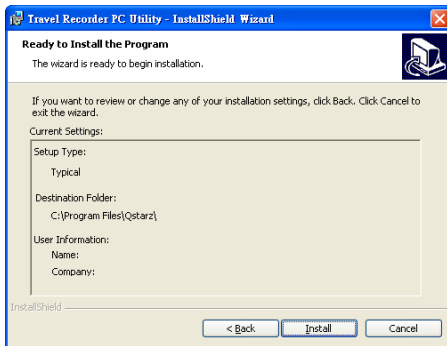 Travel Recorder PC Utility - InstallShield Wizard
Ready to Install the Program
The wizard is ready to begin installation.
If you want to review or change any of your installation settings, click Back. Click Cancel to
exit the wizard.
Current Settings:
Setup Type:
Typical
Destination Folder:
C:\Program Files\Qstarz\
User Information:
Name:
Company:
InstallShield
< Back
Install
Cancel